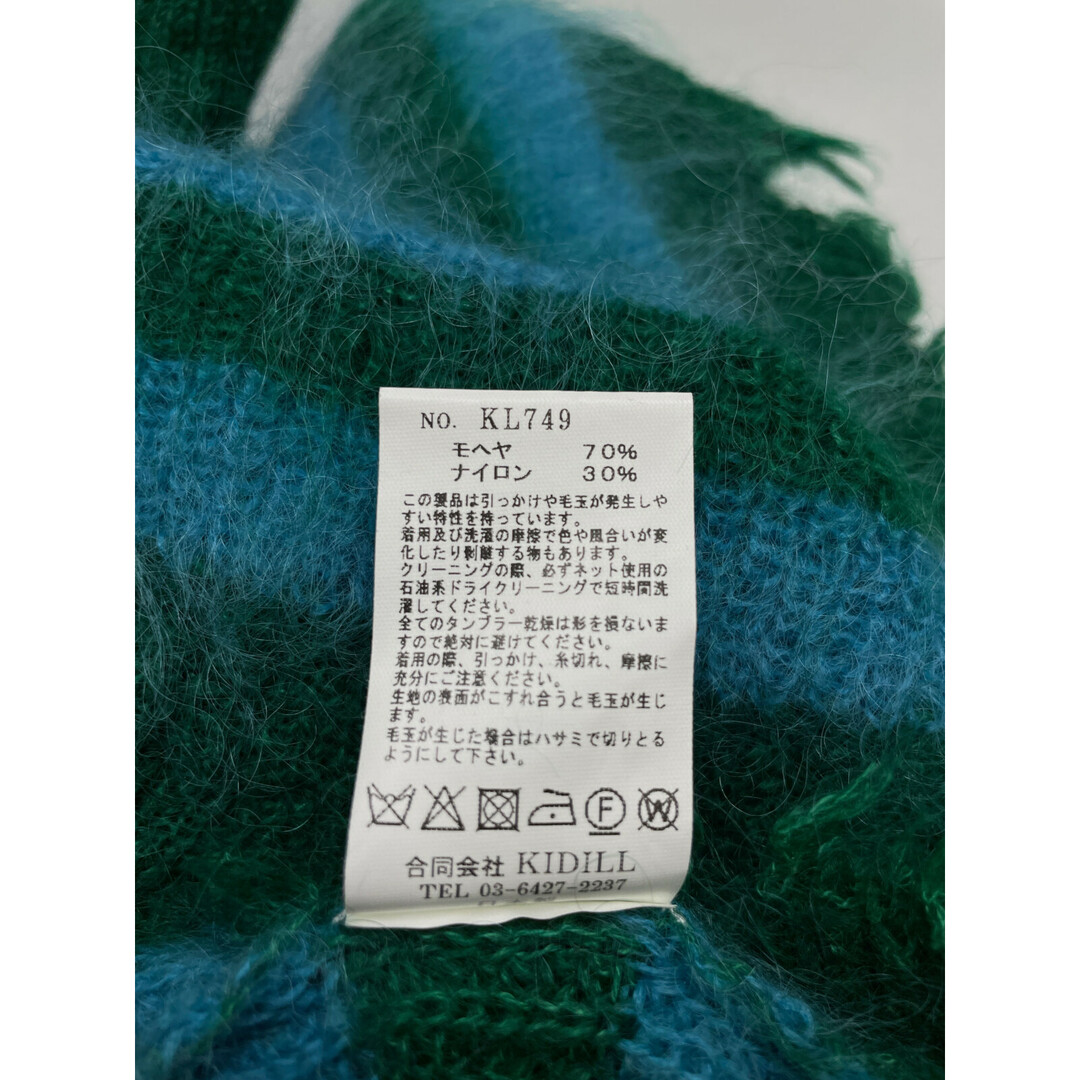 NO. KL749
モヘヤ 70%
ナイロン 30%
この製品は引っかけや毛玉が発生しや
すい特性を持っています。
着用及び洗濯の摩擦で色や風合いが変
化したり剥離する物もあります。
クリーニングの際、必ずネット使用の
石油系ドライクリーニングで短時間洗
濯してください。
全てのタンブラー乾燥は形を損ないま
すので絶対に避けてください。
着用の際、引っかけ、糸切れ、摩擦に
充分にご注意ください。
生地の表面がこすれ合うと毛玉が生じ
ます。
毛玉が生じた場合はハサミで切りとる
ようにして下さい。
F W
合同会社 KIDILL
TEL 03-6427-2237